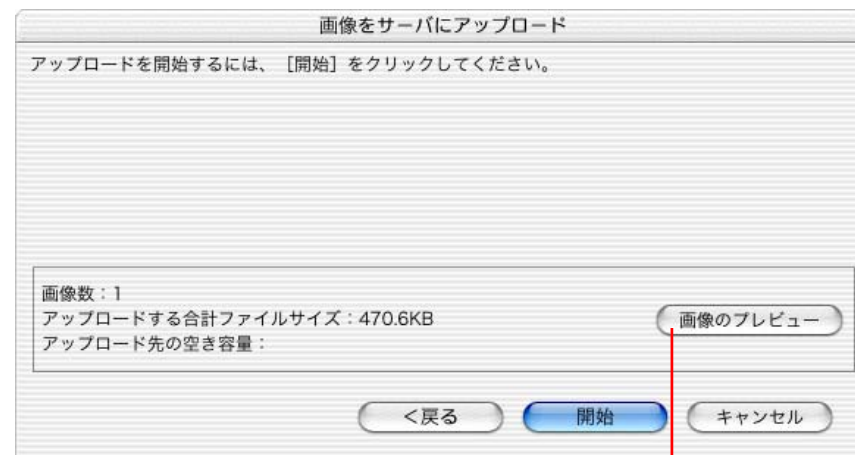 画像をサーバにアップロード
アップロードを開始するには、［開始］をクリックしてください。
画像数：1
アップロードする合計ファイルサイズ：470.6KB
画像のプレビュー
アップロード先の空き容量：
<戻る
開始
キャンセル